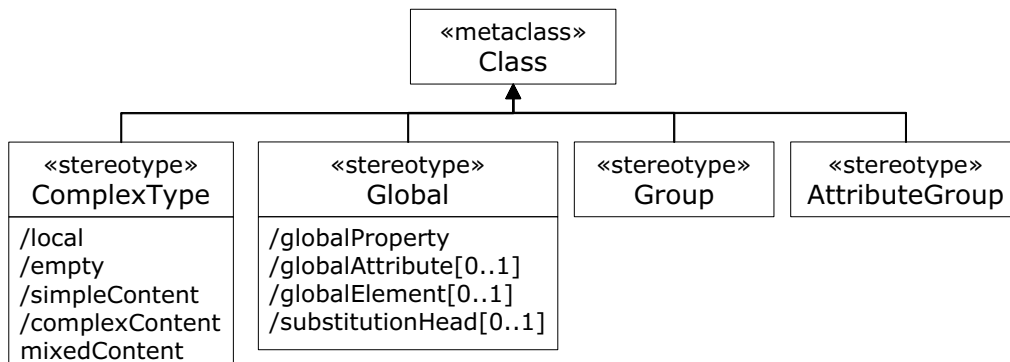 «metaclass»
Class
«stereotype»
ComplexType
/local
/empty
/simpleContent
/complexContent
mixedContent
«stereotype»
Global
/globalProperty
/globalAttribute[0..1]
/globalElement[0..1]
/substitutionHead[0..1]
«stereotype»
Group
«stereotype»
AttributeGroup